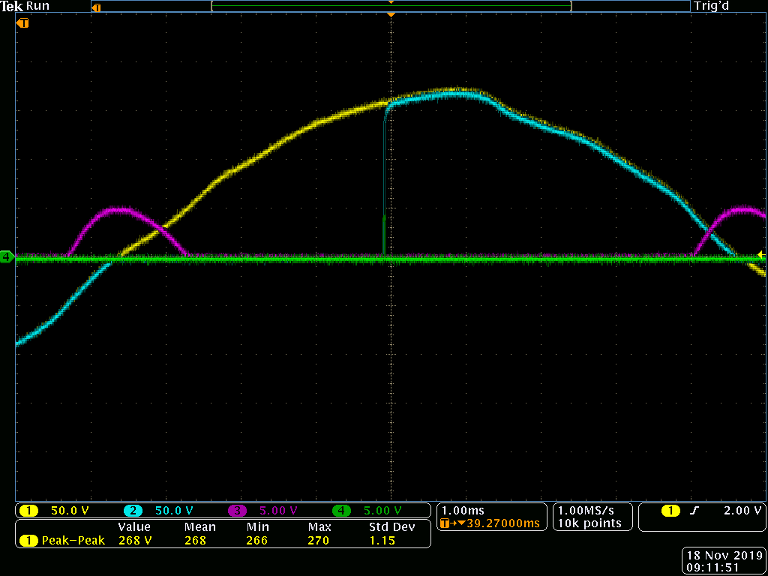 Tek Run Trig'd
T
4
1 50.0 V 2 50.0 V 3 5.00 V 4 5.00 V
1.00ms
T→▼39.27000ms
1.00MS/s
10k points
1 2.00 V
Value Mean Min Max Std Dev
1 Peak-Peak 268 V 268 266 270 1.15
18 Nov 2019
09:11:51